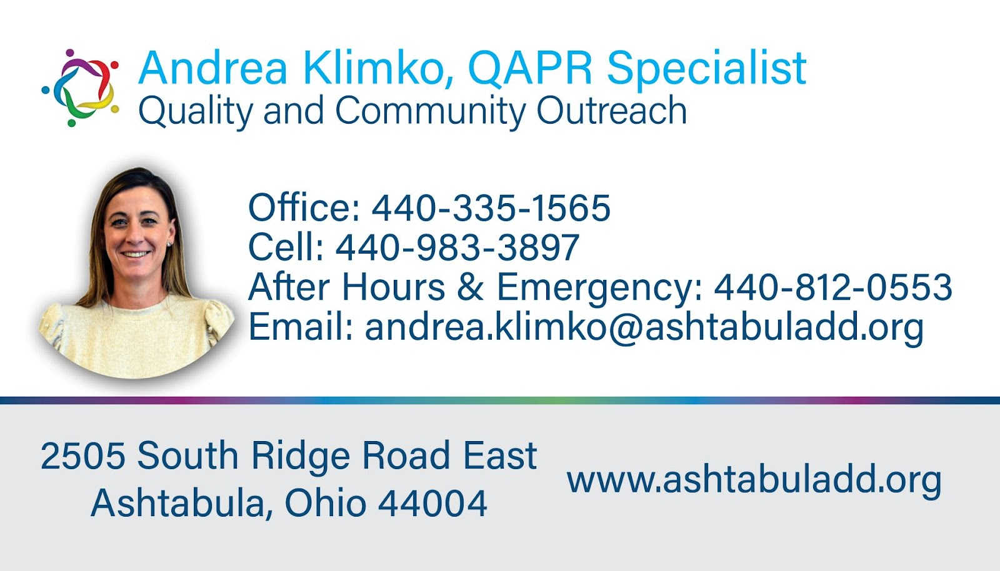 Andrea Klimko, QAPR Specialist
Quality and Community Outreach
Office: 440-335-1565
Cell: 440-983-3897
After Hours & Emergency: 440-812-0553
Email: andrea.klimko@ashtabuladd.org
2505 South Ridge Road East
Ashtabula, Ohio 44004
www.ashtabuladd.org